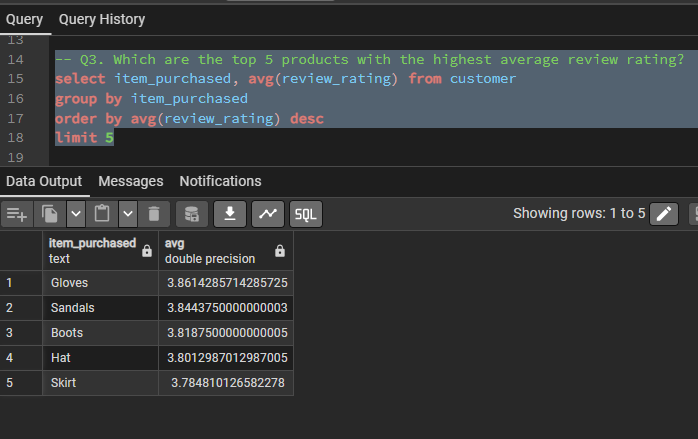 Query Query History
13
14 -- Q3. Which are the top 5 products with the highest average review rating?
15 select item_purchased, avg(review_rating) from customer
16 group by item_purchased
17 order by avg(review_rating) desc
18 limit 5
19
Data Output Messages Notifications
SQL Showing rows: 1 to 5
item_purchased avg
text double precision
1 Gloves 3.8614285714285725
2 Sandals 3.8443750000000003
3 Boots 3.8187500000000005
4 Hat 3.8012987012987005
5 Skirt 3.784810126582278